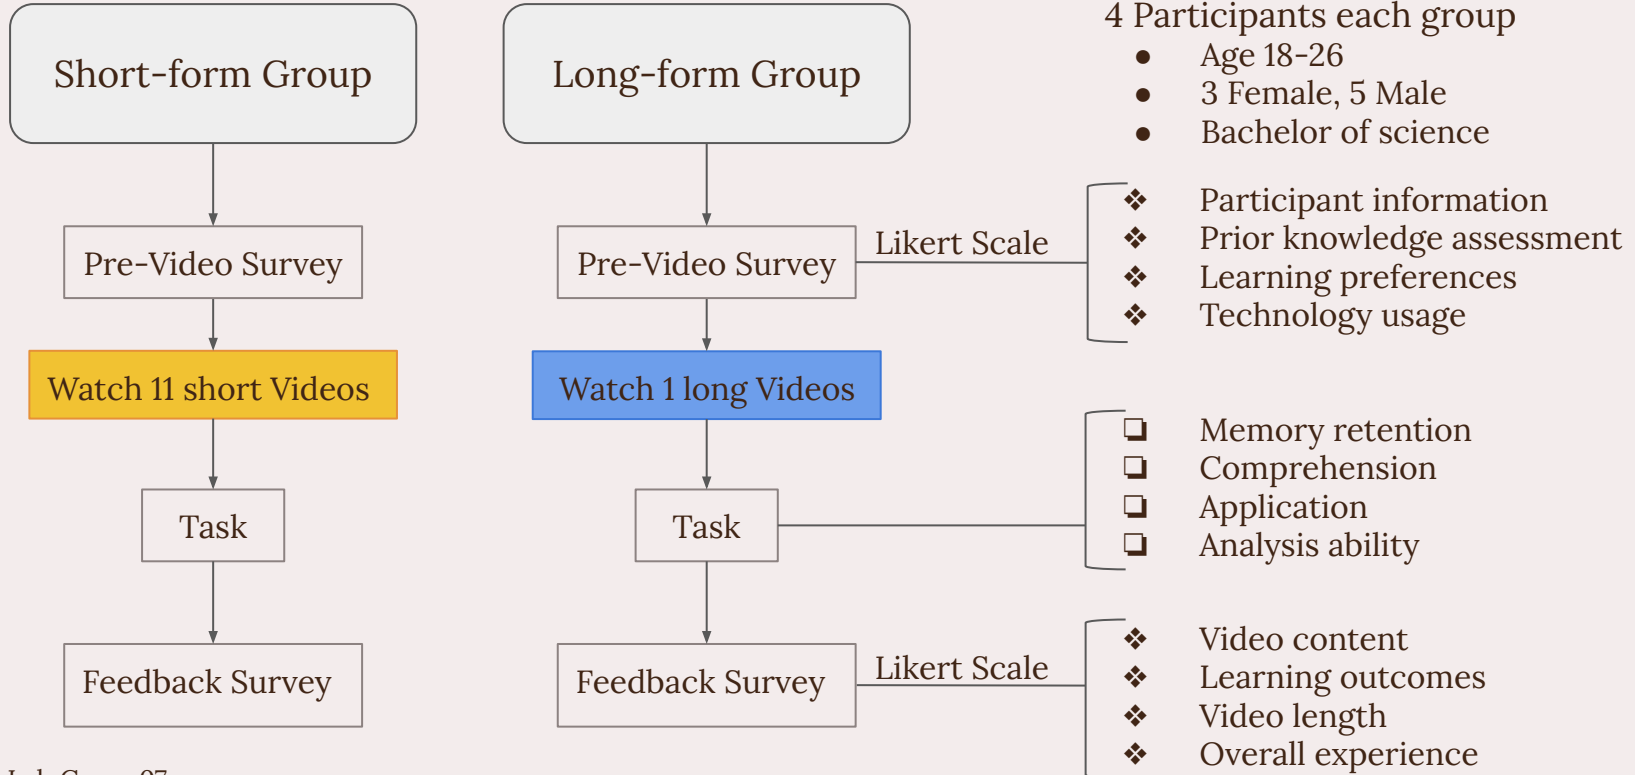 Short-form Group
Long-form Group
4 Participants each group
● Age 18-26
● 3 Female, 5 Male
● Bachelor of science
Pre-Video Survey
Pre-Video Survey
Likert Scale
❖ Participant information
❖ Prior knowledge assessment
❖ Learning preferences
❖ Technology usage
Watch 11 short Videos
Watch 1 long Videos
Task
Task
❏ Memory retention
❏ Comprehension
❏ Application
❏ Analysis ability
Feedback Survey
Feedback Survey
Likert Scale
❖ Video content
❖ Learning outcomes
❖ Video length
❖ Overall experience